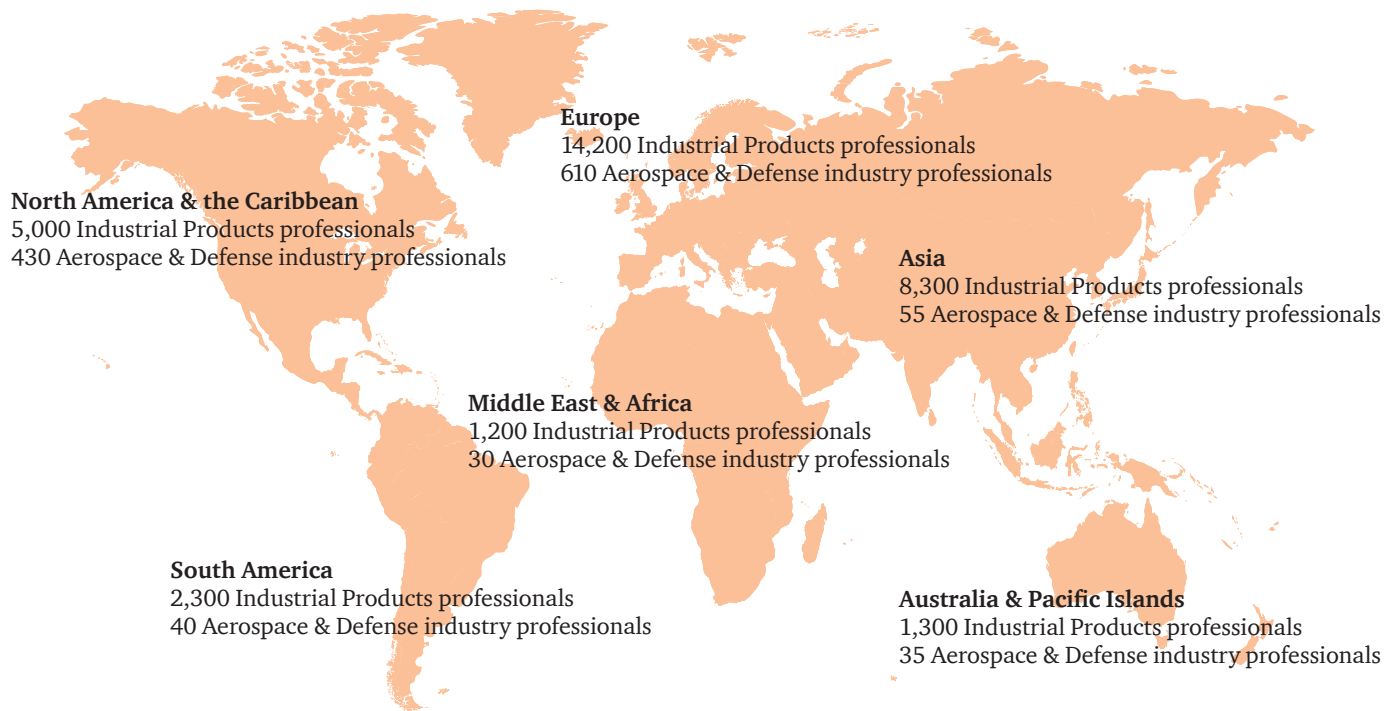 Europe
14,200 Industrial Products professionals
610 Aerospace & Defense industry professionals
North America & the Caribbean
5,000 Industrial Products professionals
430 Aerospace & Defense industry professionals
Asia
8,300 Industrial Products professionals
55 Aerospace & Defense industry professionals
Middle East & Africa
1,200 Industrial Products professionals
30 Aerospace & Defense industry professionals
South America
2,300 Industrial Products professionals
40 Aerospace & Defense industry professionals
Australia & Pacific Islands
1,300 Industrial Products professionals
35 Aerospace & Defense industry professionals